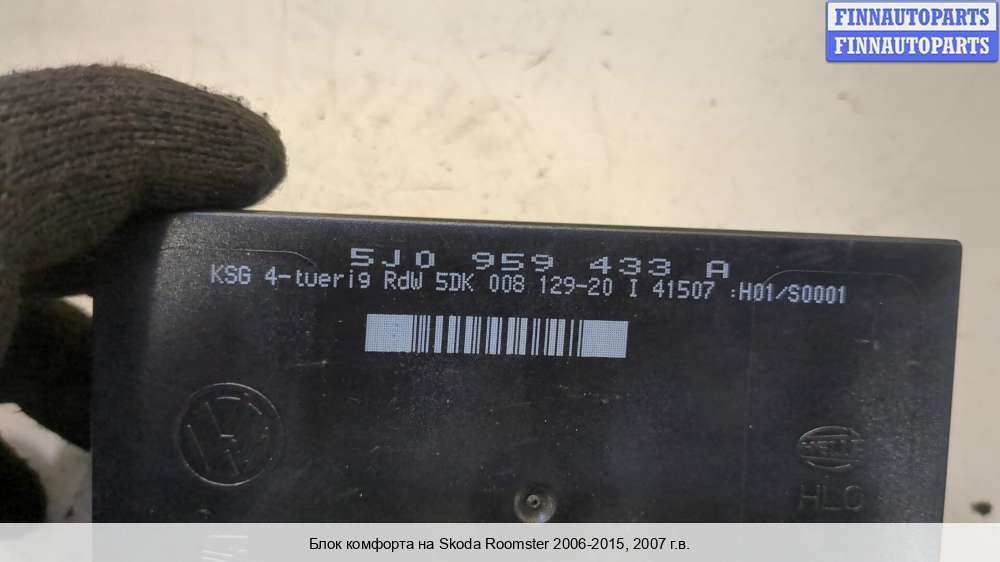 FINNAUTOPARTS
FINNAUTOPARTS
5J0 959 433 A
KSG 4-tuerig RdW 5DK 008 129-20 I 41507 :H01/S0001
HELLA
HLO
Блок комфорта на Skoda Roomster 2006-2015, 2007 г.в.